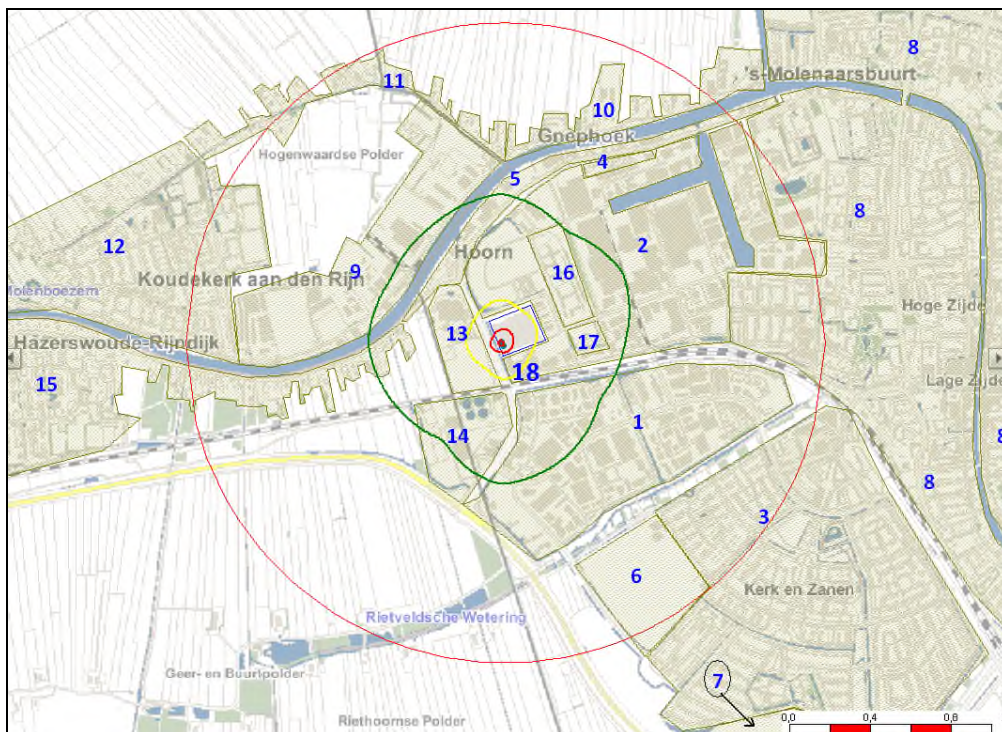 8
's-Molenaarsbuurt
11
10
Gnephoek
Hogenwaardse Polder
4
5
8
12
Hoorn
2
16
Koudekerk aan den Rijn
9
Hoge Zijde
13
17
Hazerswoude-Rijndijk
18
15
Lage Zijde
14
1
8
8
3
6
Kerk en Zanen
Rietveldsche Wetering
Geer- en Buurtpolder
7
Riethoornse Polder
0,0 0,4 0,8